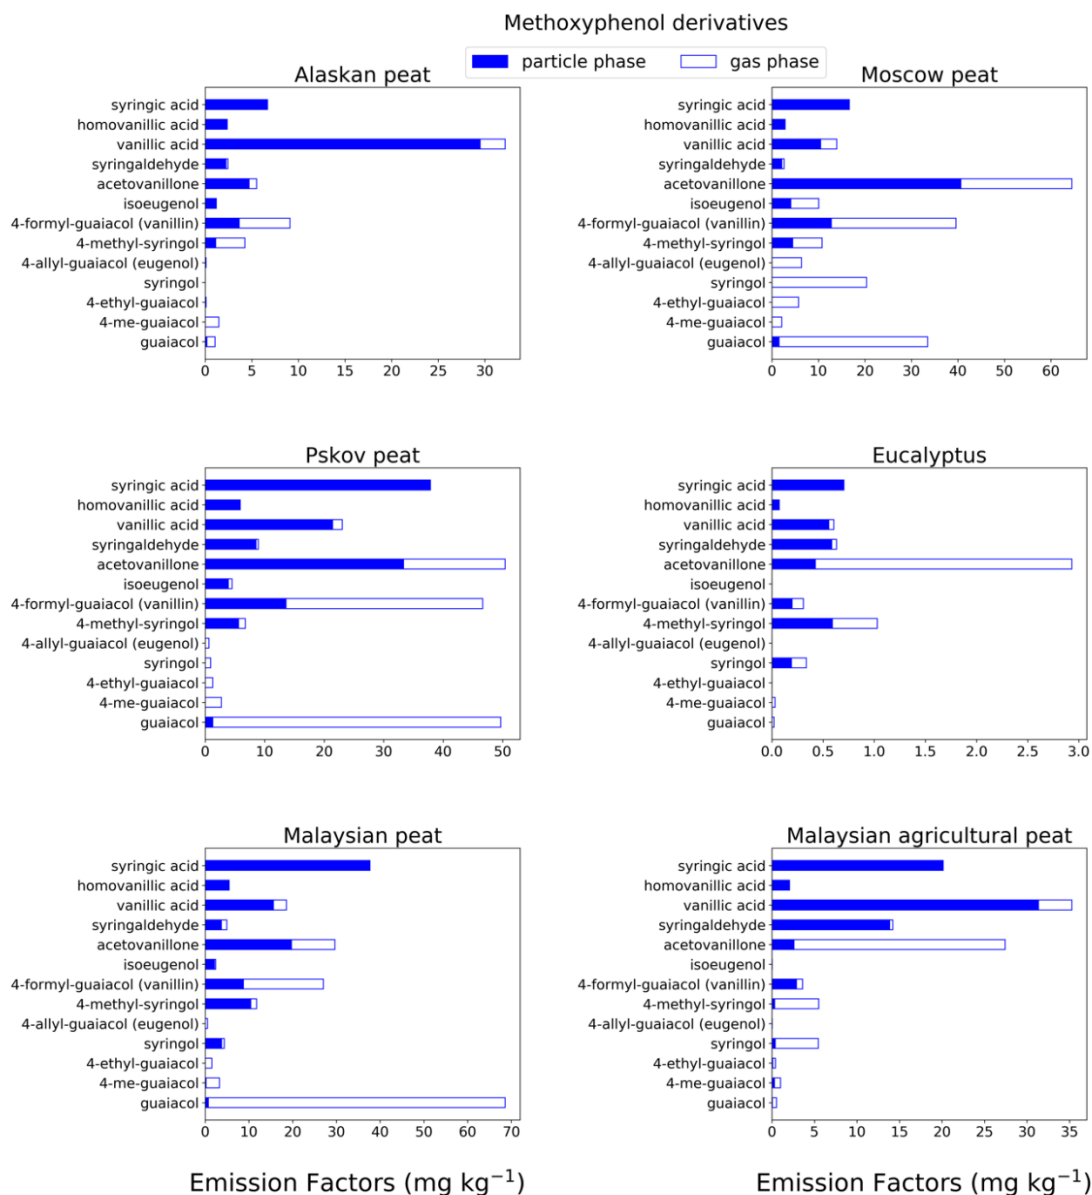 Methoxyphenol derivatives
particle phase gas phase
Alaskan peat
syringic acid
homovanillic acid
vanillic acid
syringaldehyde
acetovanillone
isoeugenol
4-formyl-guaiacol (vanillin)
4-methyl-syringol
4-allyl-guaiacol (eugenol)
syringol
4-ethyl-guaiacol
4-me-guaiacol
guaiacol
0 5 10 15 20 25 30
Moscow peat
syringic acid
homovanillic acid
vanillic acid
syringaldehyde
acetovanillone
isoeugenol
4-formyl-guaiacol (vanillin)
4-methyl-syringol
4-allyl-guaiacol (eugenol)
syringol
4-ethyl-guaiacol
4-me-guaiacol
guaiacol
0 10 20 30 40 50 60
Pskov peat
syringic acid
homovanillic acid
vanillic acid
syringaldehyde
acetovanillone
isoeugenol
4-formyl-guaiacol (vanillin)
4-methyl-syringol
4-allyl-guaiacol (eugenol)
syringol
4-ethyl-guaiacol
4-me-guaiacol
guaiacol
0 10 20 30 40 50
Eucalyptus
syringic acid
homovanillic acid
vanillic acid
syringaldehyde
acetovanillone
isoeugenol
4-formyl-guaiacol (vanillin)
4-methyl-syringol
4-allyl-guaiacol (eugenol)
syringol
4-ethyl-guaiacol
4-me-guaiacol
guaiacol
0.0 0.5 1.0 1.5 2.0 2.5 3.0
Malaysian peat
syringic acid
homovanillic acid
vanillic acid
syringaldehyde
acetovanillone
isoeugenol
4-formyl-guaiacol (vanillin)
4-methyl-syringol
4-allyl-guaiacol (eugenol)
syringol
4-ethyl-guaiacol
4-me-guaiacol
guaiacol
0 10 20 30 40 50 60 70
Emission Factors (mg kg⁻¹)
Malaysian agricultural peat
syringic acid
homovanillic acid
vanillic acid
syringaldehyde
acetovanillone
isoeugenol
4-formyl-guaiacol (vanillin)
4-methyl-syringol
4-allyl-guaiacol (eugenol)
syringol
4-ethyl-guaiacol
4-me-guaiacol
guaiacol
0 5 10 15 20 25 30 35
Emission Factors (mg kg⁻¹)